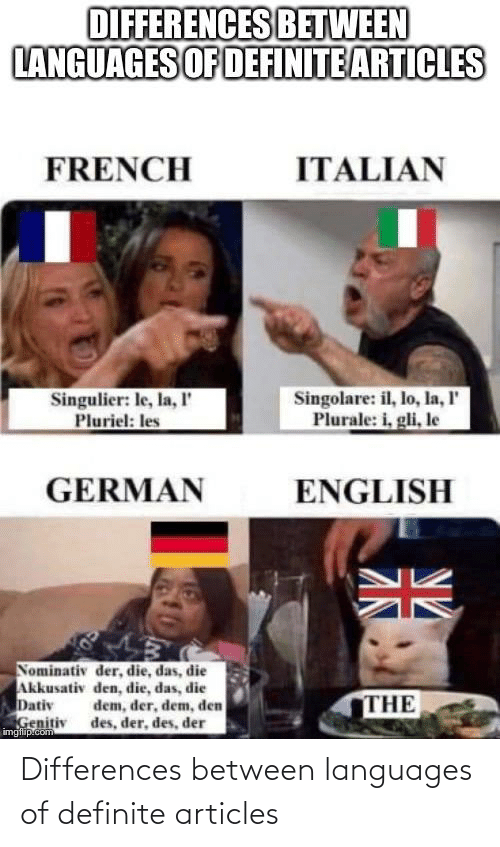 DIFFERENCES BETWEEN
LANGUAGES OF DEFINITE ARTICLES
FRENCH
ITALIAN
Singulier: le, la, l'
Pluriel: les
Singolare: il, lo, la, l'
Plurale: i, gli, le
GERMAN
ENGLISH
Nominativ der, die, das, die
Akkusativ den, die, das, die
Dativ dem, der, dem, den
Genitiv des, der, des, der
THE
imgflip.com
Differences between languages
of definite articles